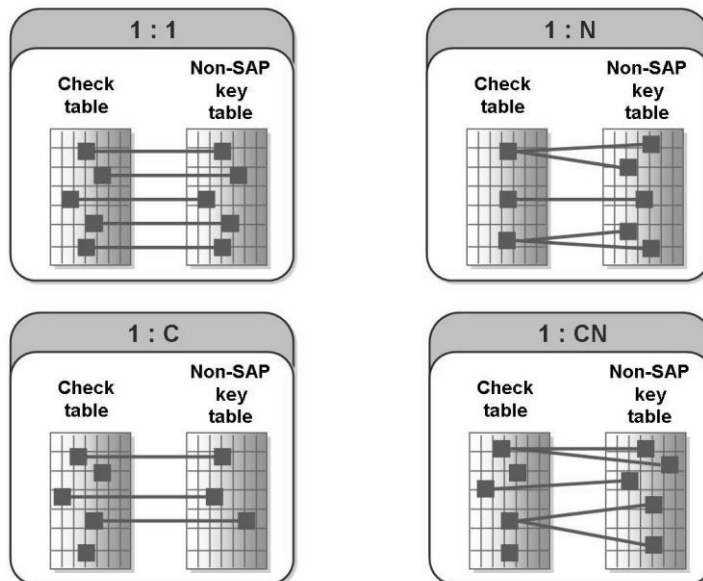 1 : 1
Check
table
Non-SAP
key
table
1 : N
Check
table
Non-SAP
key
table
1 : C
Check
table
Non-SAP
key
table
1 : CN
Check
table
Non-SAP
key
table